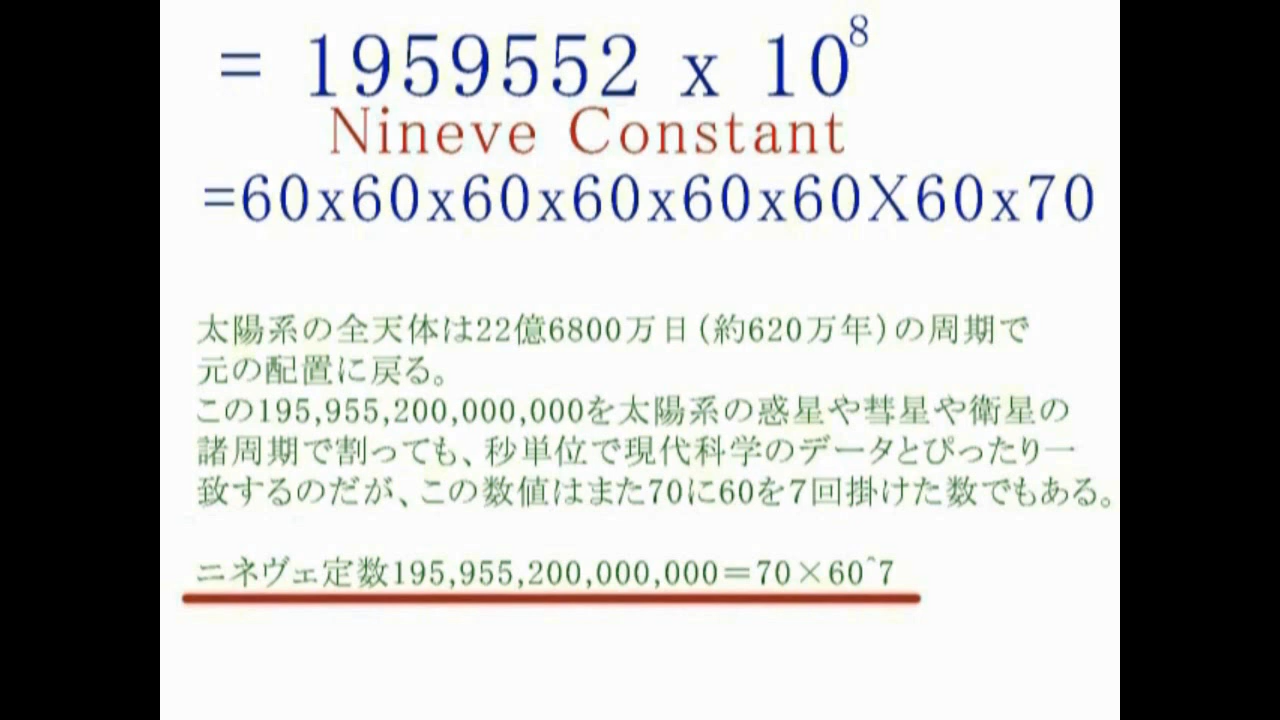 = 1959552 x 10⁸
Nineve Constant
=60x60x60x60x60x60X60x70
太陽系の全天体は22億6800万日(約620万年)の周期で
元の配置に戻る。
この195,955,200,000,000を太陽系の惑星や彗星や衛星の
諸周期で割っても、秒単位で現代科学のデータとぴったり一
致するのだが、この数値はまた70に60を7回掛けた数でもある。
ニネヴェ定数195,955,200,000,000＝70×60^7